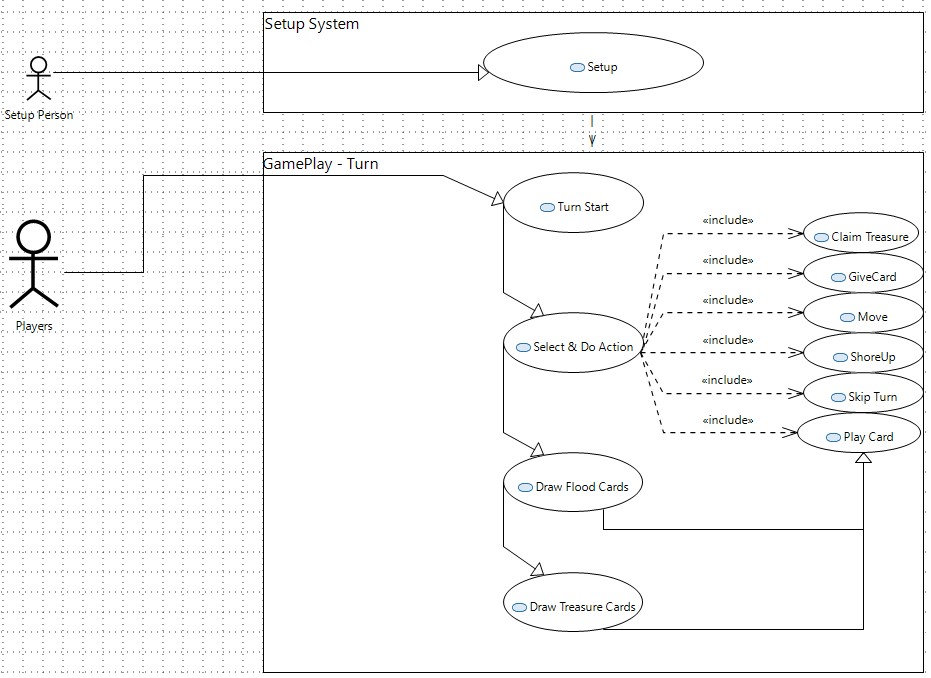 Setup System
Setup
Setup Person
GamePlay - Turn
Turn Start
Players
Select & Do Action
«include»
Claim Treasure
«include»
GiveCard
«include»
Move
«include»
ShoreUp
«include»
Skip Turn
«include»
Play Card
Draw Flood Cards
Draw Treasure Cards